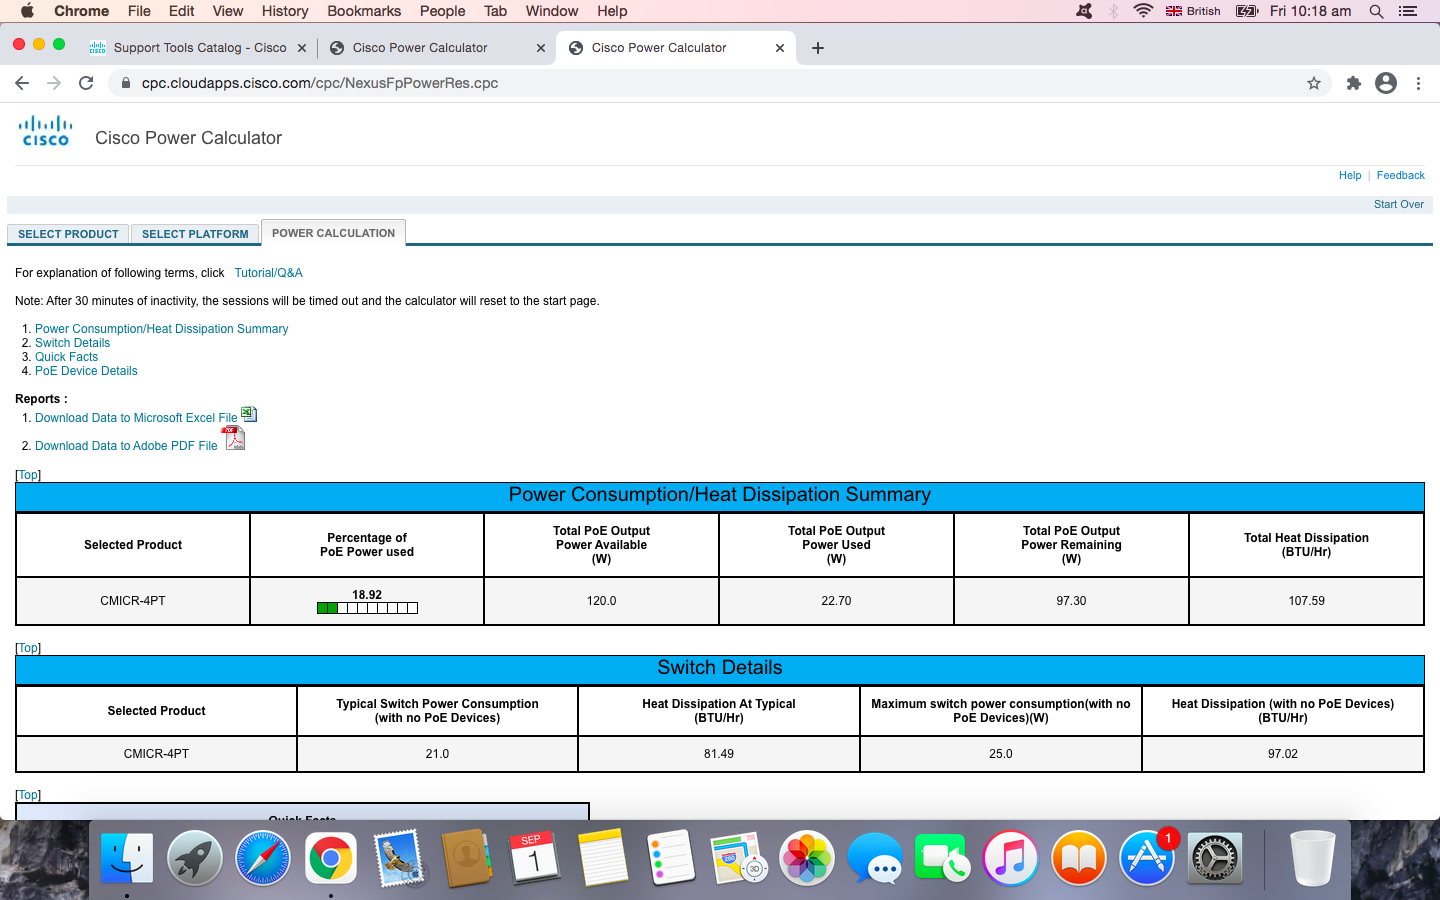 Chrome File Edit View History Bookmarks People Tab Window Help British Fri 10:18 am
Support Tools Catalog - Cisco Cisco Power Calculator Cisco Power Calculator
cpc.cloudapps.cisco.com/cpc/NexusFpPowerRes.cpc
CISCO Cisco Power Calculator
Help | Feedback
Start Over
SELECT PRODUCT SELECT PLATFORM POWER CALCULATION
For explanation of following terms, click Tutorial/Q&A
Note: After 30 minutes of inactivity, the sessions will be timed out and the calculator will reset to the start page.
1. Power Consumption/Heat Dissipation Summary
2. Switch Details
3. Quick Facts
4. PoE Device Details
Reports :
1. Download Data to Microsoft Excel File
2. Download Data to Adobe PDF File
[Top]
Power Consumption/Heat Dissipation Summary
Selected Product
Percentage of
PoE Power used
Total PoE Output
Power Available
(W)
Total PoE Output
Power Used
(W)
Total PoE Output
Power Remaining
(W)
Total Heat Dissipation
(BTU/Hr)
CMICR-4PT 18.92 120.0 22.70 97.30 107.59
[Top]
Switch Details
Selected Product
Typical Switch Power Consumption
(with no PoE Devices)
Heat Dissipation At Typical
(BTU/Hr)
Maximum switch power consumption(with no
PoE Devices)(W)
Heat Dissipation (with no PoE Devices)
(BTU/Hr)
CMICR-4PT 21.0 81.49 25.0 97.02
[Top]
Quick Facts
SEP
1
280
3D
1